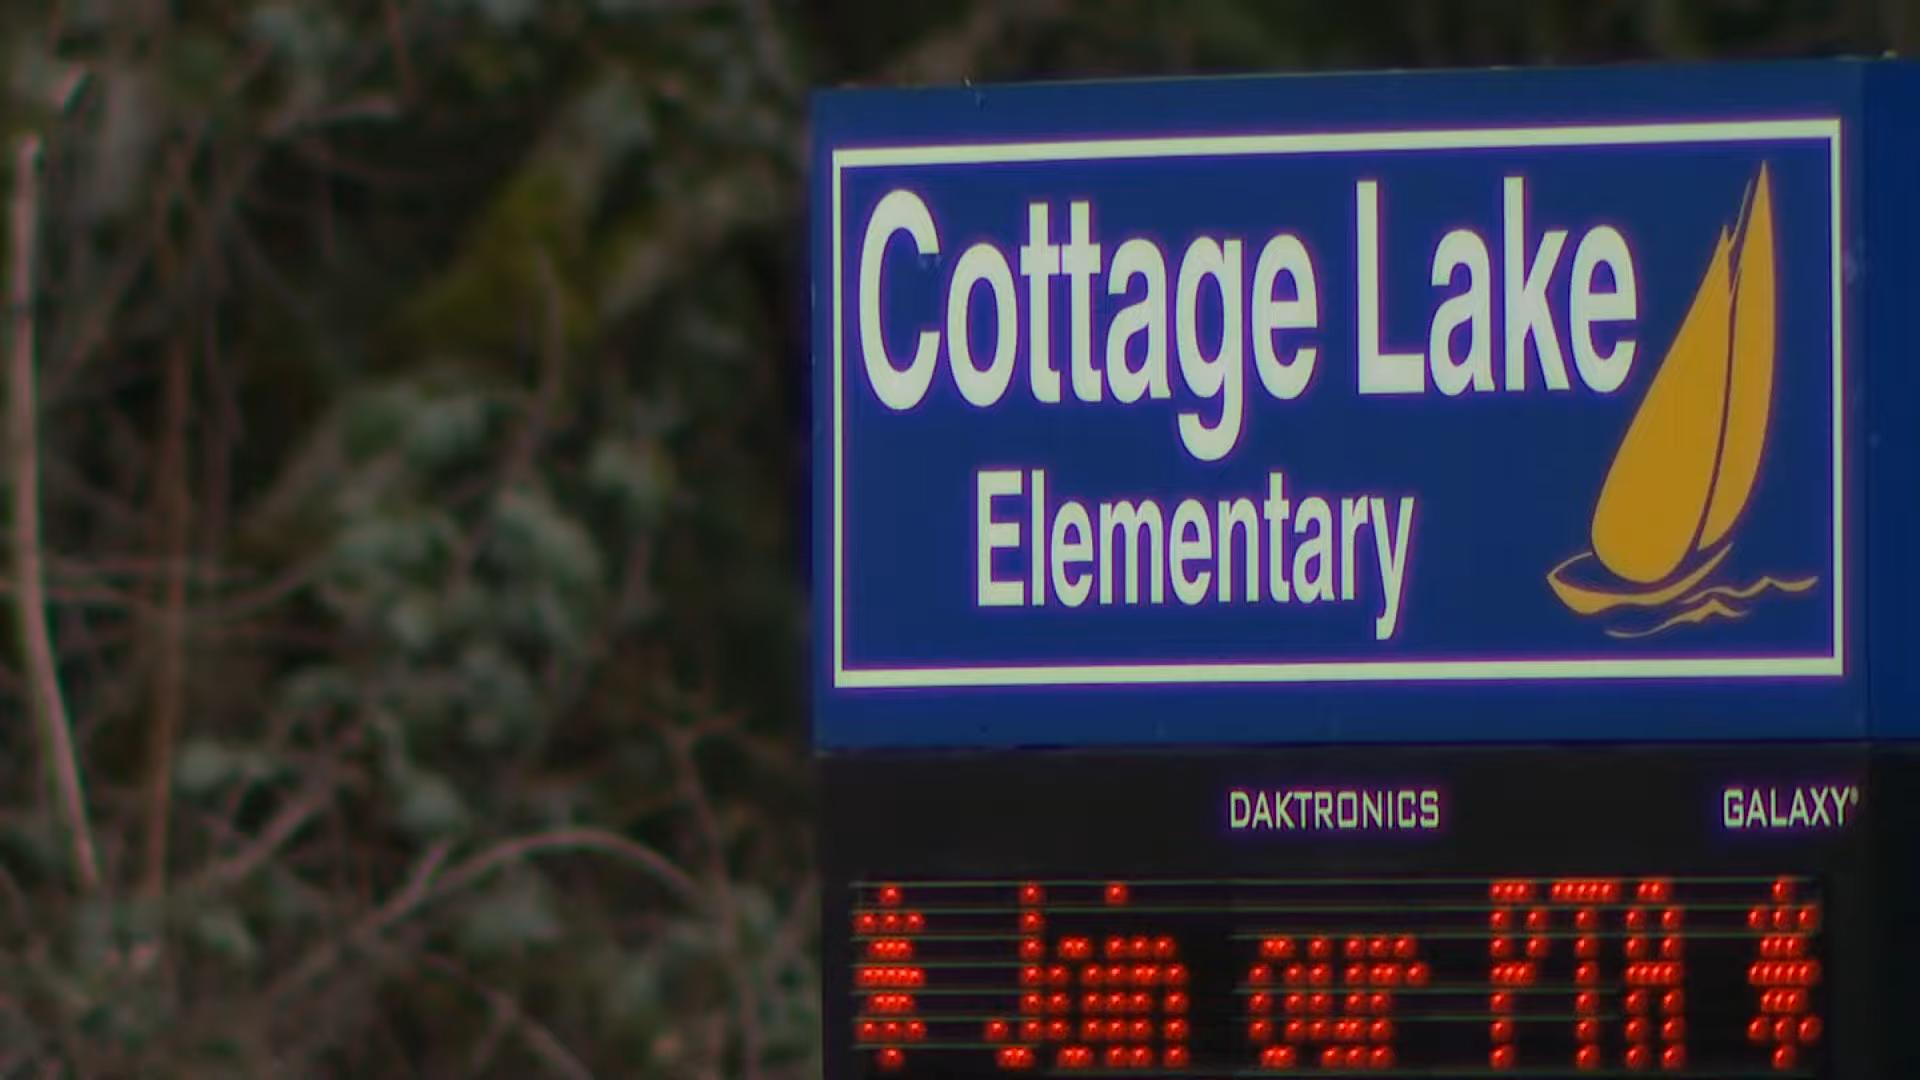 Cottage Lake
Elementary
DAKTRONICS GALAXY®
* Join our PTA *